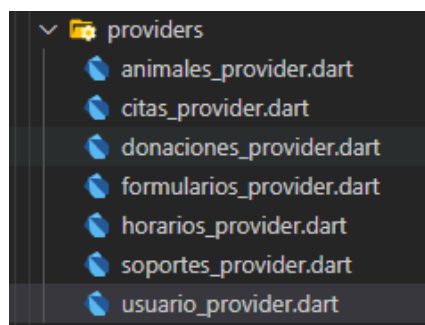 providers
animales_provider.dart
citas_provider.dart
donaciones_provider.dart
formularios_provider.dart
horarios_provider.dart
soportes_provider.dart
usuario_provider.dart